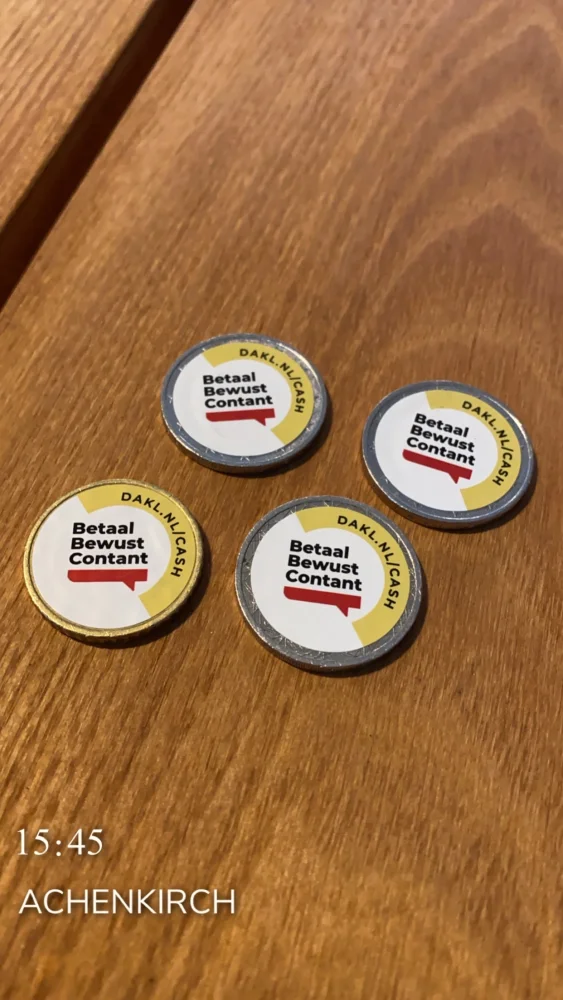 DAKL.NL/CASH
Betaal
Bewust
Contant
DAKL.NL/CASH
Betaal
Bewust
Contant
DAKL.NL/CASH
Betaal
Bewust
Contant
DAKL.NL/CASH
Betaal
Bewust
Contant
15:45
ACHENKIRCH